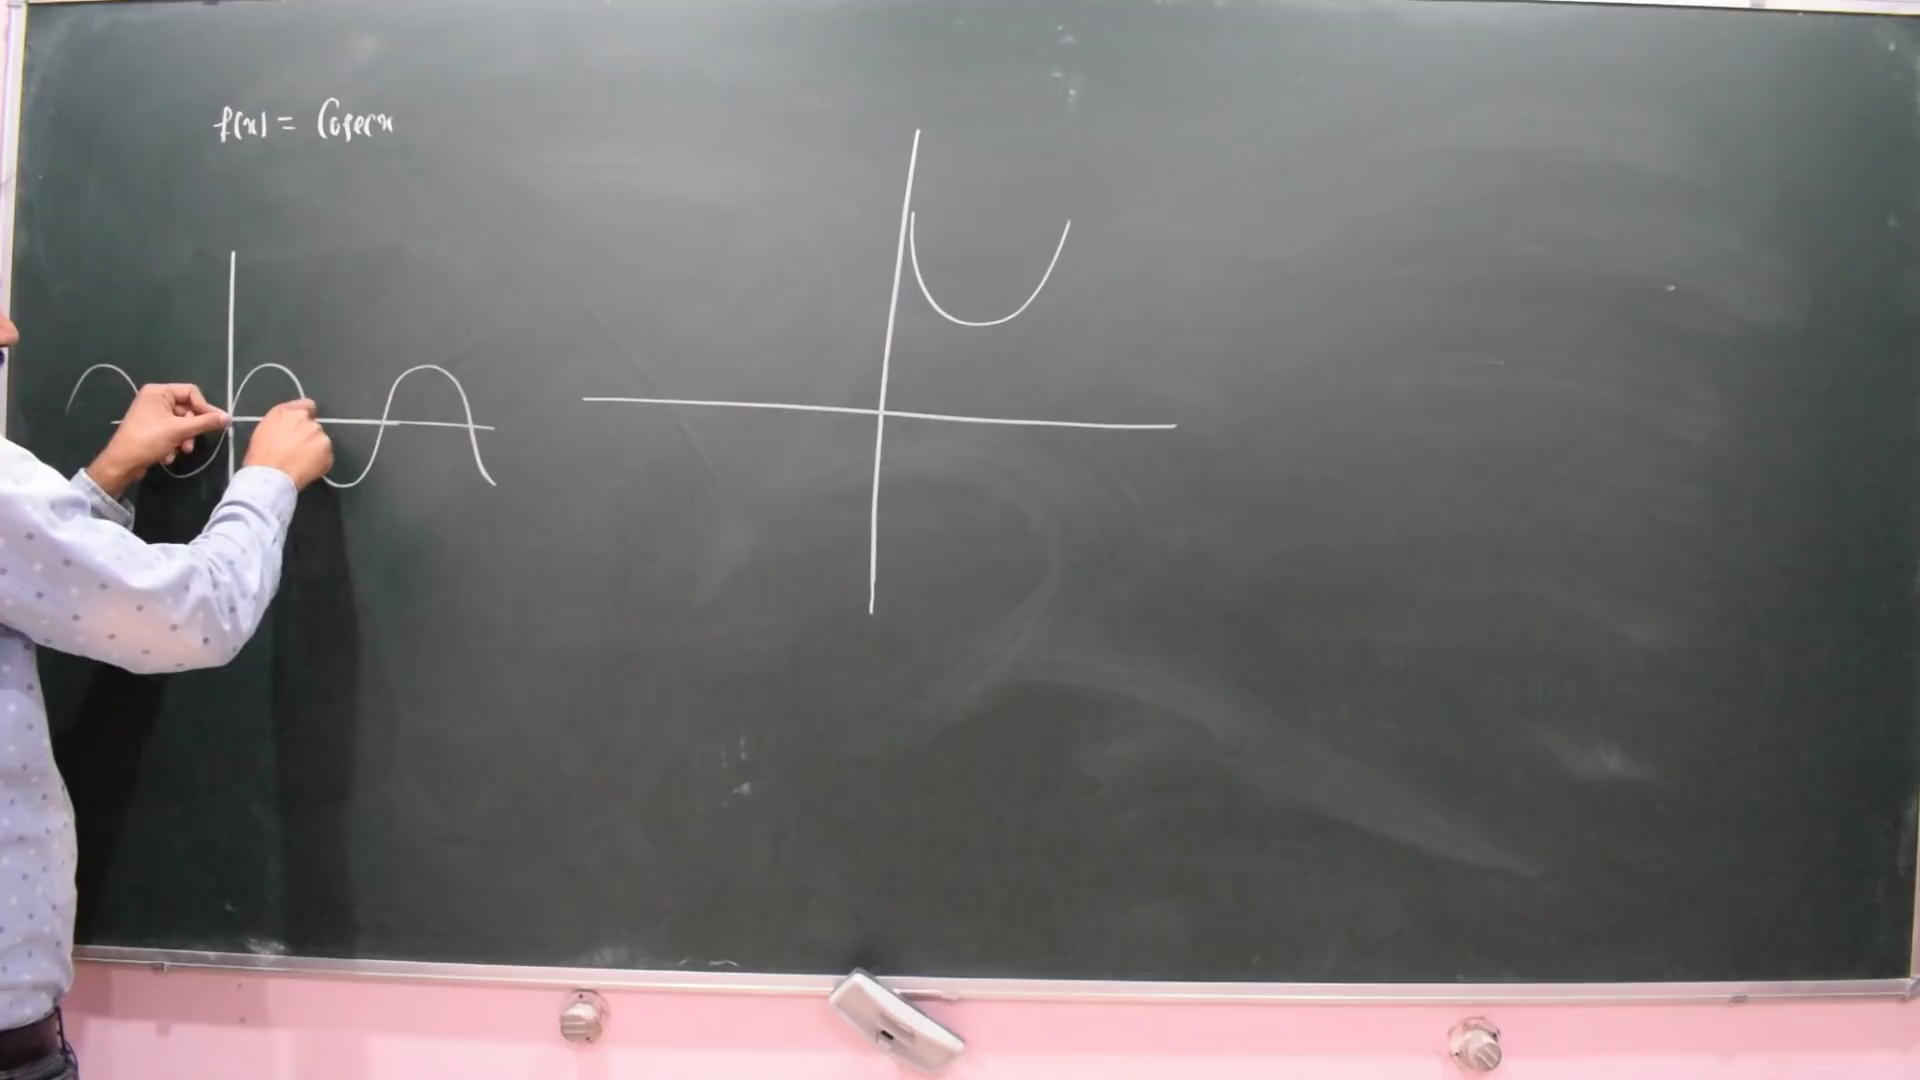 f(x) = Cosecx